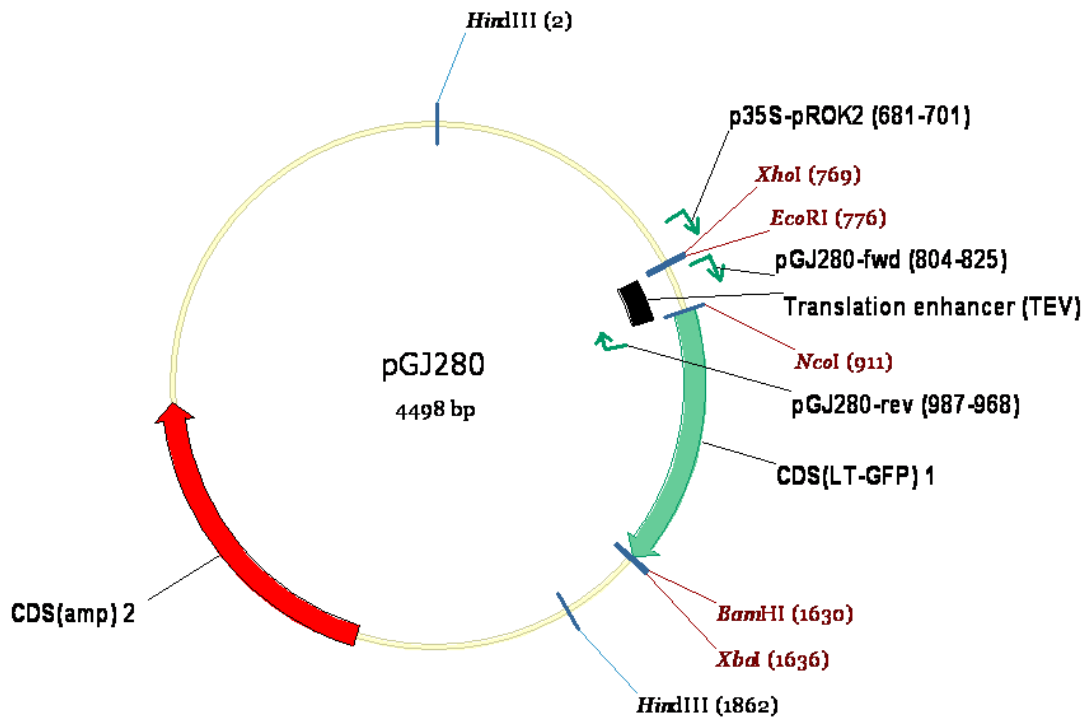 HindIII (2)
p35S-pROK2 (681-701)
XhoI (769)
EcoRI (776)
pGJ280-fwd (804-825)
Translation enhancer (TEV)
NcoI (911)
pGJ280
4498 bp
pGJ280-rev (987-968)
CDS(LT-GFP) 1
CDS(amp) 2
BamHI (1630)
XbaI (1636)
HindIII (1862)